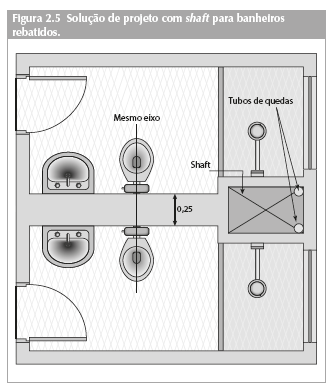 Figura 2.5 Solução de projeto com shaft para banheiros
rebatidos.
Mesmo eixo
Tubos de quedas
Shaft
0,25